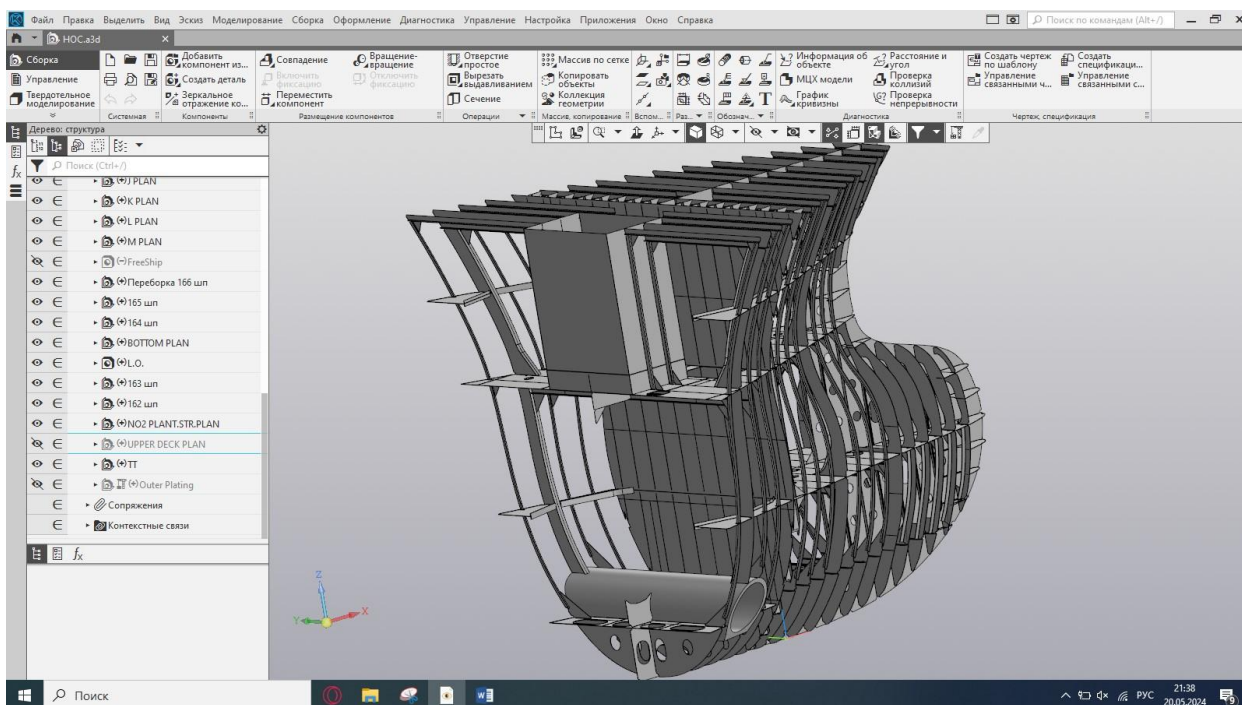 Файл Правка Выделить Вид Эскиз Моделирование Сборка Оформление Диагностика Управление Настройка Приложения Окно Справка
Поиск по командам (Alt+/)
НОС.a3d
Сборка
Управление
Твердотельное
моделирование
Системная
Добавить
компонент из...
Создать деталь
Зеркальное
отражение ко...
Компоненты
Совпадение
Включить
фиксацию
Переместить
компонент
Вращение-
вращение
Отключить
фиксацию
Размещение компонентов
Отверстие
простое
Вырезать
выдавливанием
Сечение
Операции
Массив по сетке
Копировать
объекты
Коллекция
геометрии
Массив, копирование
Вспом...
Раз...
Обознач...
Информация об
объекте
МЦХ модели
График
кривизны
Расстояние и
угол
Проверка
коллизий
Проверка
непрерывности
Диагностика
Создать чертеж
по шаблону
Управление
связанными ч...
Создать
спецификаци...
Управление
связанными с...
Чертеж, спецификация
Дерево: структура
Поиск (Ctrl+/)
(+)J PLAN
(+)K PLAN
(+)L PLAN
(+)M PLAN
(-)FreeShip
(+)Переборка 166 шп
(+)165 шп
(+)164 шп
(+)BOTTOM PLAN
(+)L.O.
(+)163 шп
(+)162 шп
(+)NO2 PLANT.STR.PLAN
(+)UPPER DECK PLAN
(+)TT
(+)Outer Plating
Сопряжения
Контекстные связи
Z
Y
X
Поиск
РУС
21:38
20.05.2024